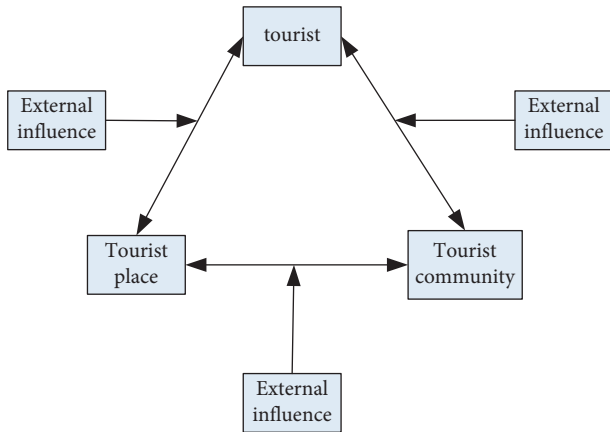 tourist
External
influence
External
influence
Tourist
place
Tourist
community
External
influence